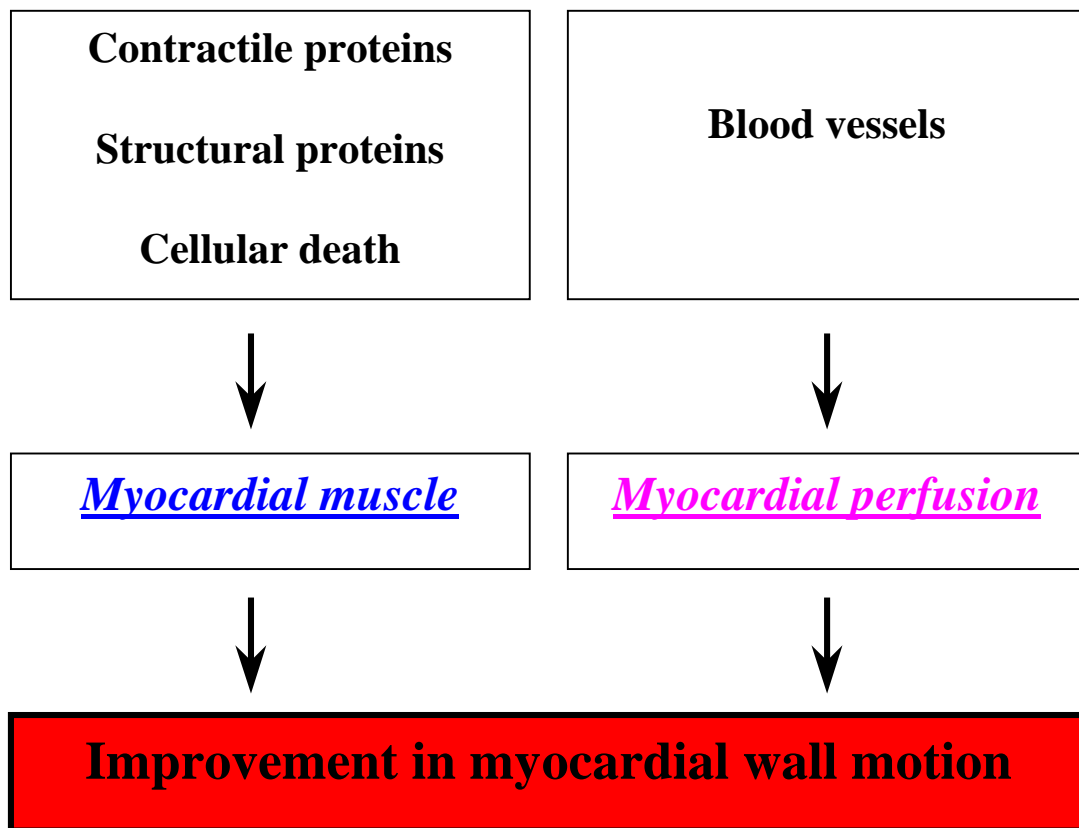 Contractile proteins
Structural proteins
Cellular death
Blood vessels
Myocardial muscle
Myocardial perfusion
Improvement in myocardial wall motion